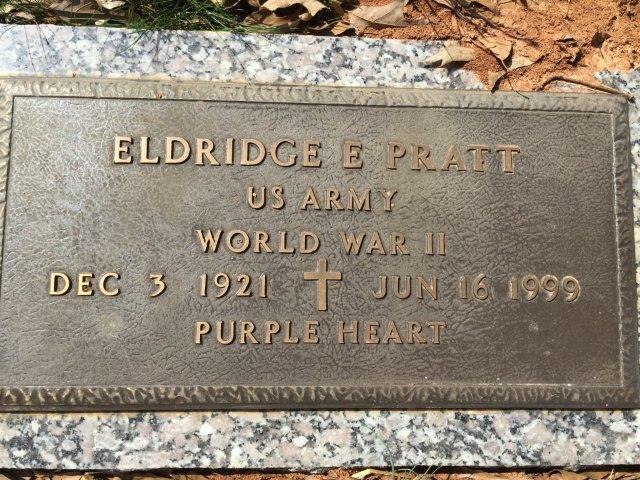 ELDRIDGE E PRATT
US ARMY
WORLD WAR II
DEC 3 1921 JUN 16 1999
PURPLE HEART